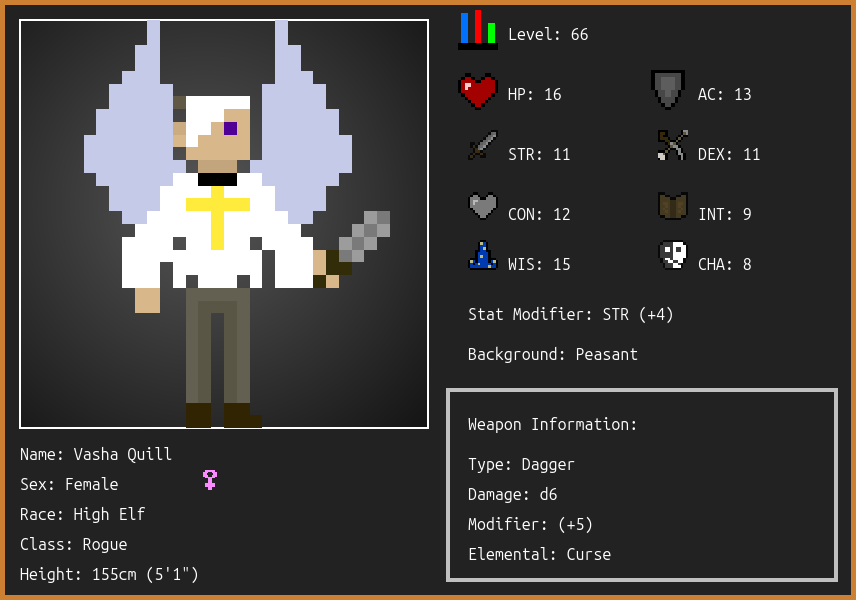 Level: 66
HP: 16
AC: 13
STR: 11
DEX: 11
CON: 12
INT: 9
WIS: 15
CHA: 8
Stat Modifier: STR (+4)
Background: Peasant
Weapon Information:
Type: Dagger
Damage: d6
Modifier: (+5)
Elemental: Curse
Name: Vasha Quill
Sex: Female
Race: High Elf
Class: Rogue
Height: 155cm (5'1")